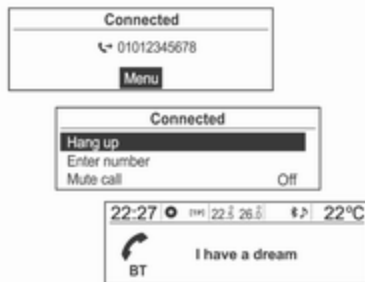 Connected
01012345678
Menu
Connected
Hang up
Enter number
Mute call Off
22:27 22.5 26.0 22°C
BT
I have a dream